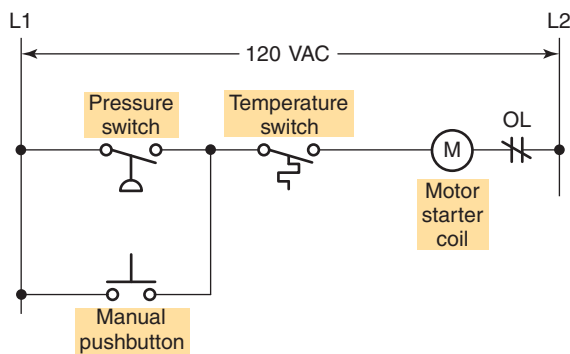 L1
L2
120 VAC
Pressure
switch
Temperature
switch
OL
M
Motor
starter
coil
Manual
pushbutton